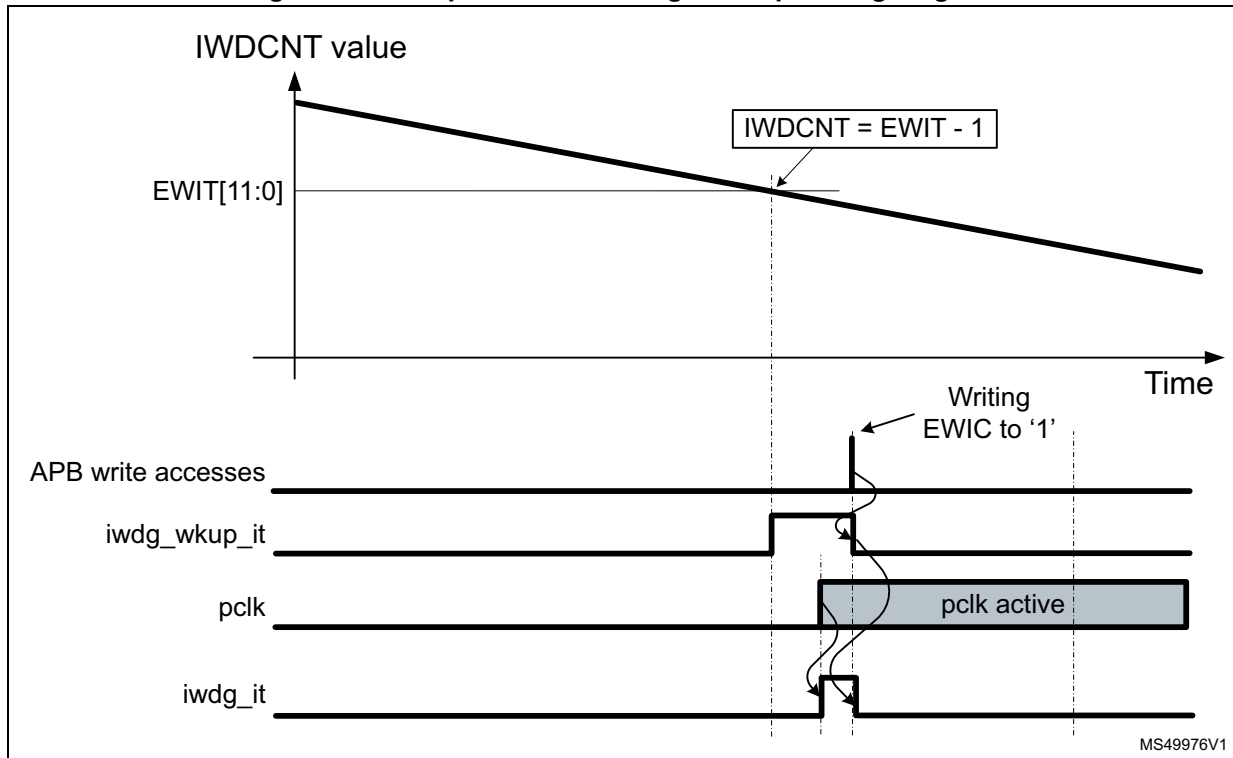 IWDCNT value
IWDCNT = EWIT - 1
EWIT[11:0]
Time
Writing
EWIC to ‘1’
APB write accesses
iwdg_wkup_it
pclk
pclk active
iwdg_it
MS49976V1